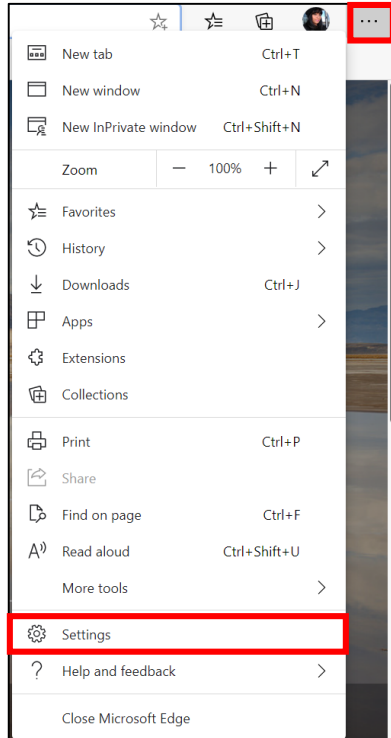 New tab Ctrl+T
New window Ctrl+N
New InPrivate window Ctrl+Shift+N
Zoom — 100% +
Favorites
History
Downloads Ctrl+J
Apps
Extensions
Collections
Print Ctrl+P
Share
Find on page Ctrl+F
Read aloud Ctrl+Shift+U
More tools
Settings
Help and feedback
Close Microsoft Edge